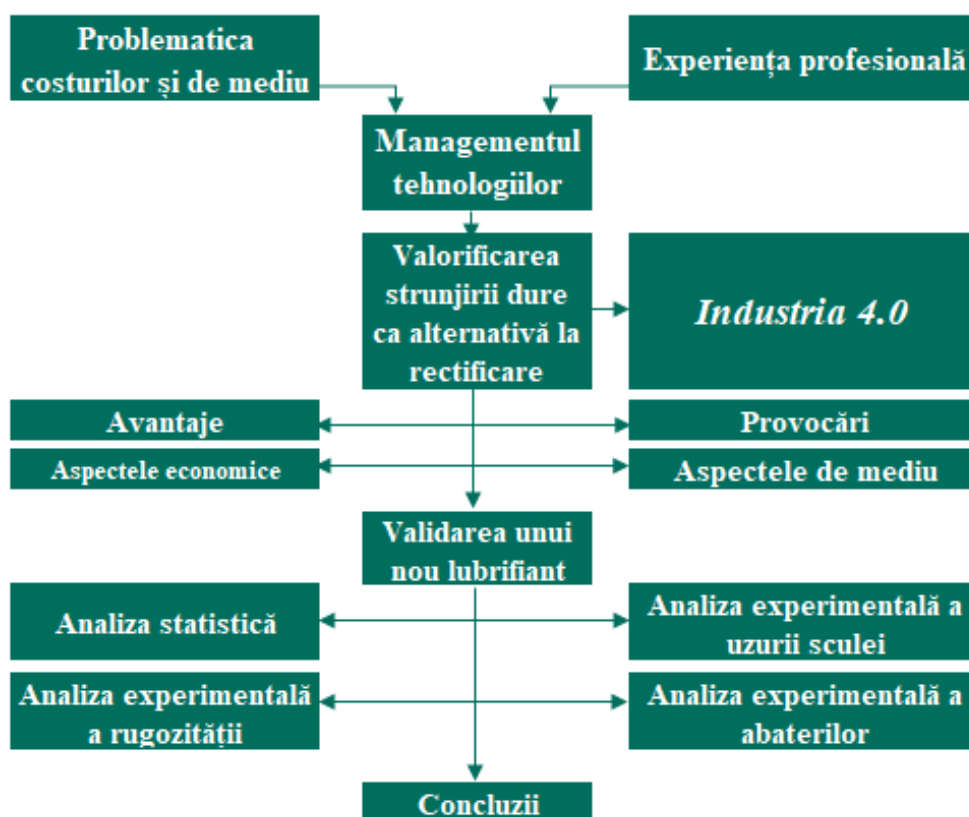 Problematica
costurilor și de mediu
Experiența profesională
Managementul
tehnologiilor
Valorificarea
strunjirii dure
ca alternativă la
rectificare
Industria 4.0
Avantaje
Provocări
Aspectele economice
Aspectele de mediu
Validarea unui
nou lubrifiant
Analiza statistică
Analiza experimentală a
uzurii sculei
Analiza experimentală
a rugozității
Analiza experimentală a
abaterilor
Concluzii